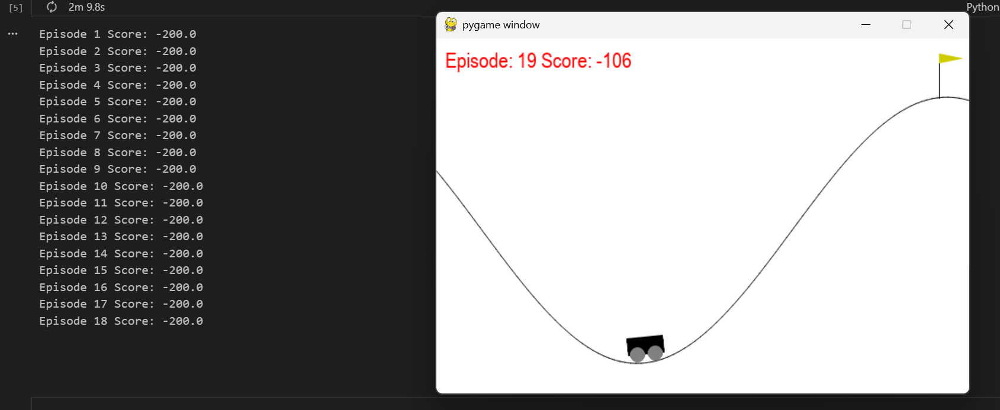 [5]
2m 9.8s
Python
...
Episode 1 Score: -200.0
Episode 2 Score: -200.0
Episode 3 Score: -200.0
Episode 4 Score: -200.0
Episode 5 Score: -200.0
Episode 6 Score: -200.0
Episode 7 Score: -200.0
Episode 8 Score: -200.0
Episode 9 Score: -200.0
Episode 10 Score: -200.0
Episode 11 Score: -200.0
Episode 12 Score: -200.0
Episode 13 Score: -200.0
Episode 14 Score: -200.0
Episode 15 Score: -200.0
Episode 16 Score: -200.0
Episode 17 Score: -200.0
Episode 18 Score: -200.0
pygame window
Episode: 19 Score: -106